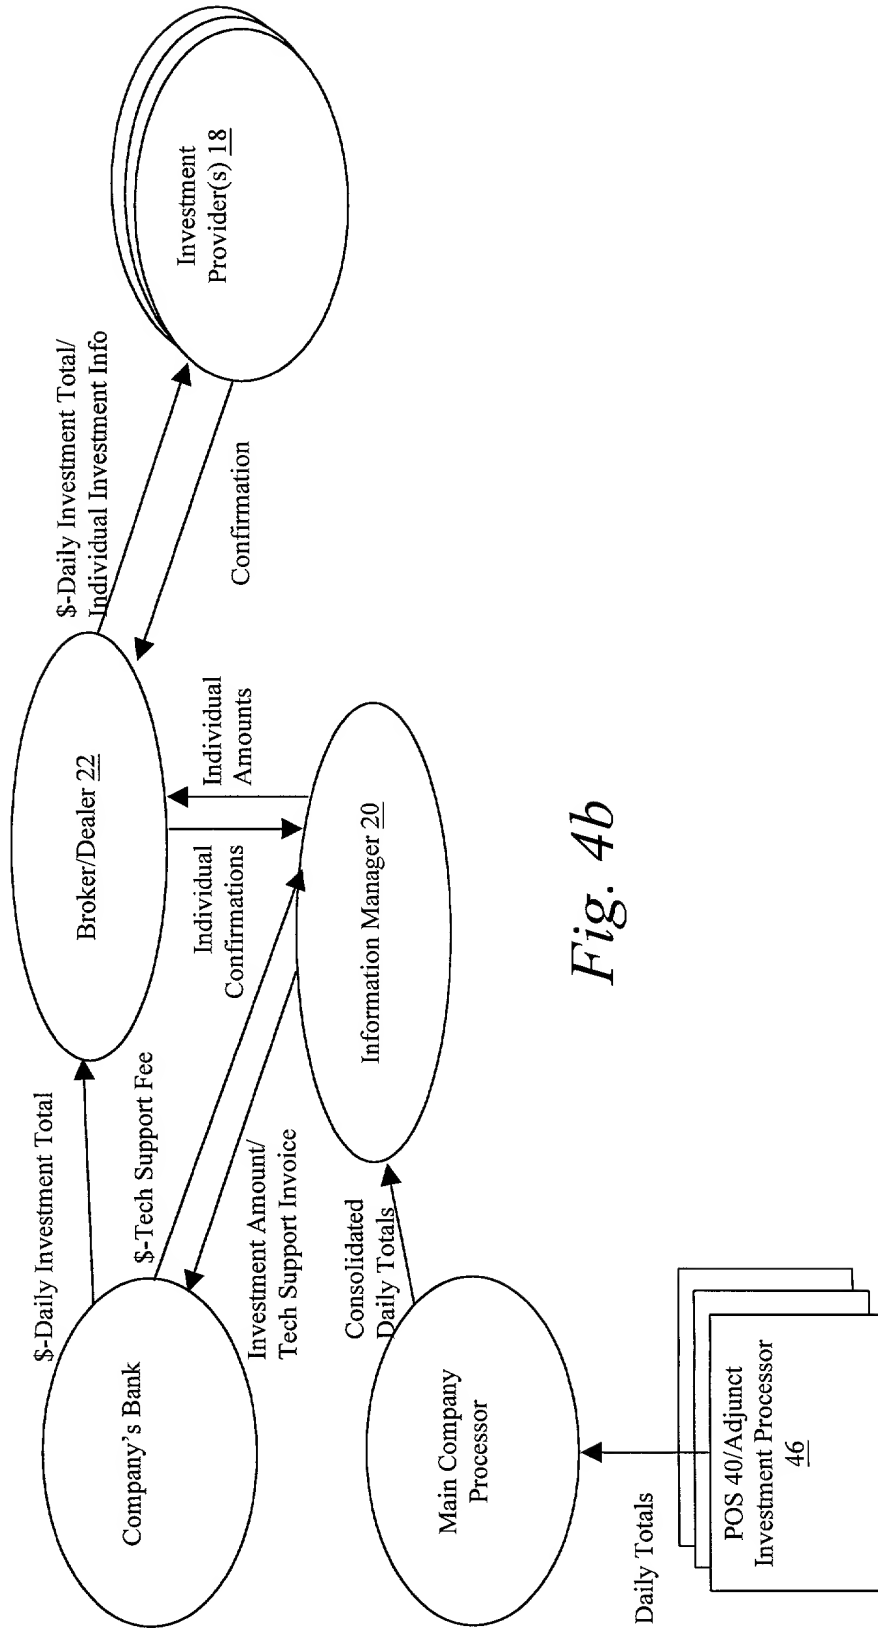 $-Daily Investment Total
Company's Bank
$-Tech Support Fee
Investment Amount/
Tech Support Invoice
Broker/Dealer 22
Individual
Confirmations
Individual
Amounts
$-Daily Investment Total/
Individual Investment Info
Confirmation
Investment
Provider(s) 18
Information Manager 20
Consolidated
Daily Totals
Main Company
Processor
Daily Totals
POS 40/Adjunct
Investment Processor
46
Fig. 4b